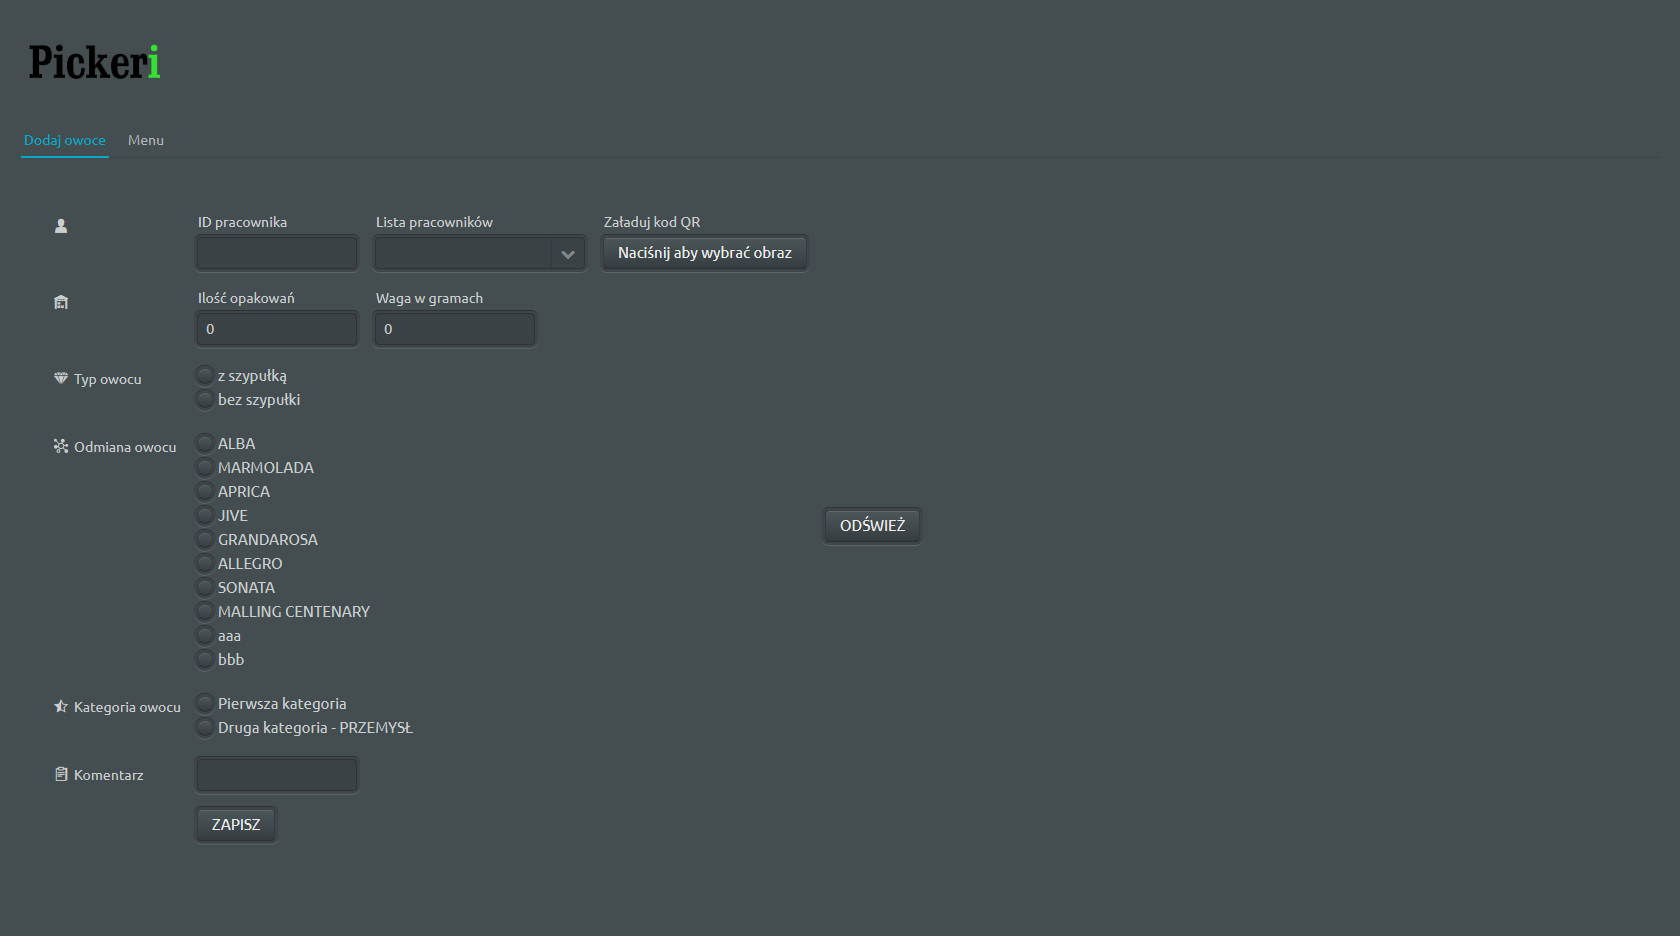 Pickeri
Dodaj owoce Menu
ID pracownika Lista pracowników Załaduj kod QR
Naciśnij aby wybrać obraz
Ilość opakowań Waga w gramach
0 0
Typ owocu
z szypułką
bez szypułki
Odmiana owocu
ALBA
MARMOLADA
APRICA
JIVE
GRANDAROSA
ALLEGRO
SONATA
MALLING CENTENARY
aaa
bbb
ODŚWIEŻ
Kategoria owocu
Pierwsza kategoria
Druga kategoria - PRZEMYSŁ
Komentarz
ZAPISZ